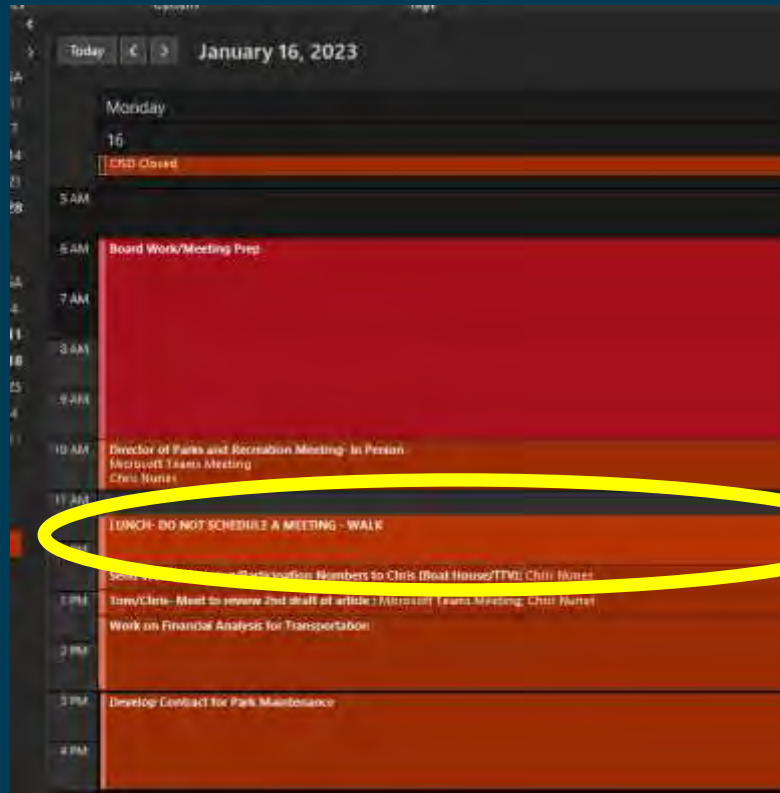 Today < > January 16, 2023
Monday
16
CISD Closed
5 AM
6 AM Board Work/Meeting Prep
7 AM
8 AM
9 AM
10 AM Director of Parks and Recreation Meeting- In Person
Microsoft Teams Meeting
Chris Nunes
11 AM
LUNCH- DO NOT SCHEDULE A MEETING - WALK
PM
Send Participation Numbers to Chris (Boat House/TTV); Chris Nunes
1 PM Tom/Chris- Meet to review 2nd draft of article ; Microsoft Teams Meeting; Chris Nunes
Work on Financial Analysis for Transportation
2 PM
3 PM Develop Contract for Park Maintenance
4 PM